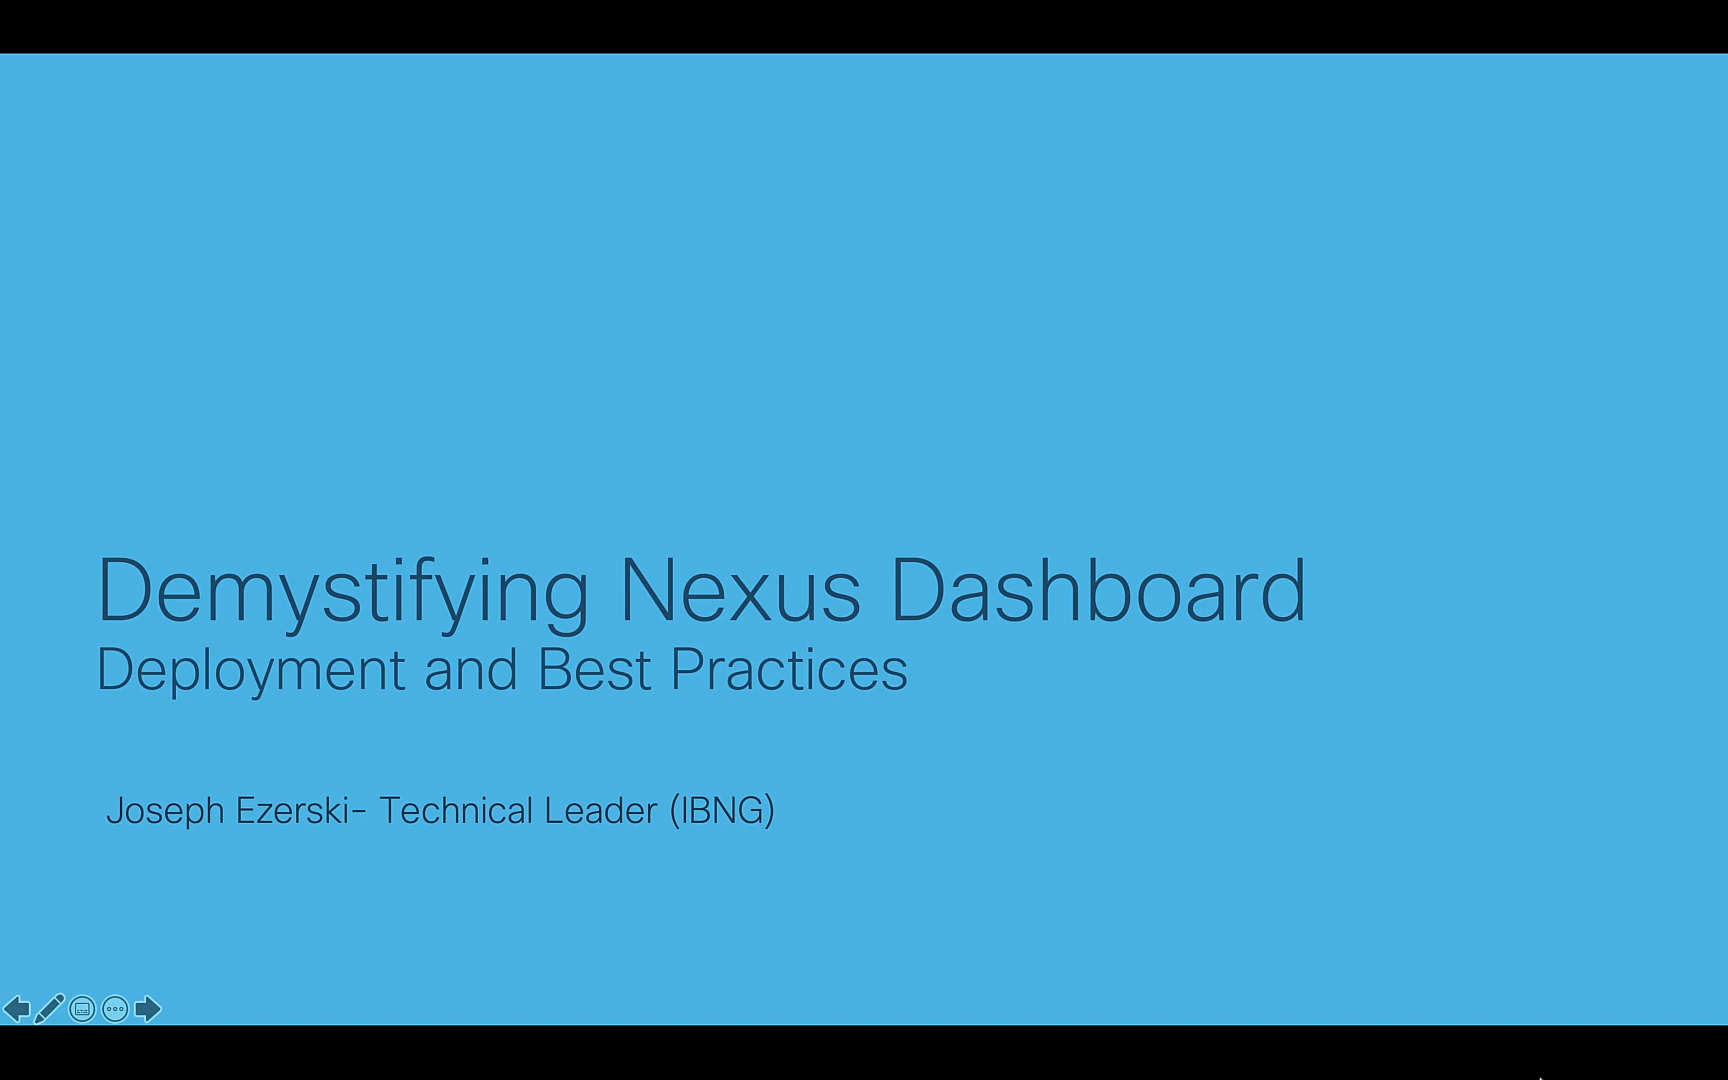 Demystifying Nexus Dashboard
Deployment and Best Practices
Joseph Ezerski- Technical Leader (IBNG)